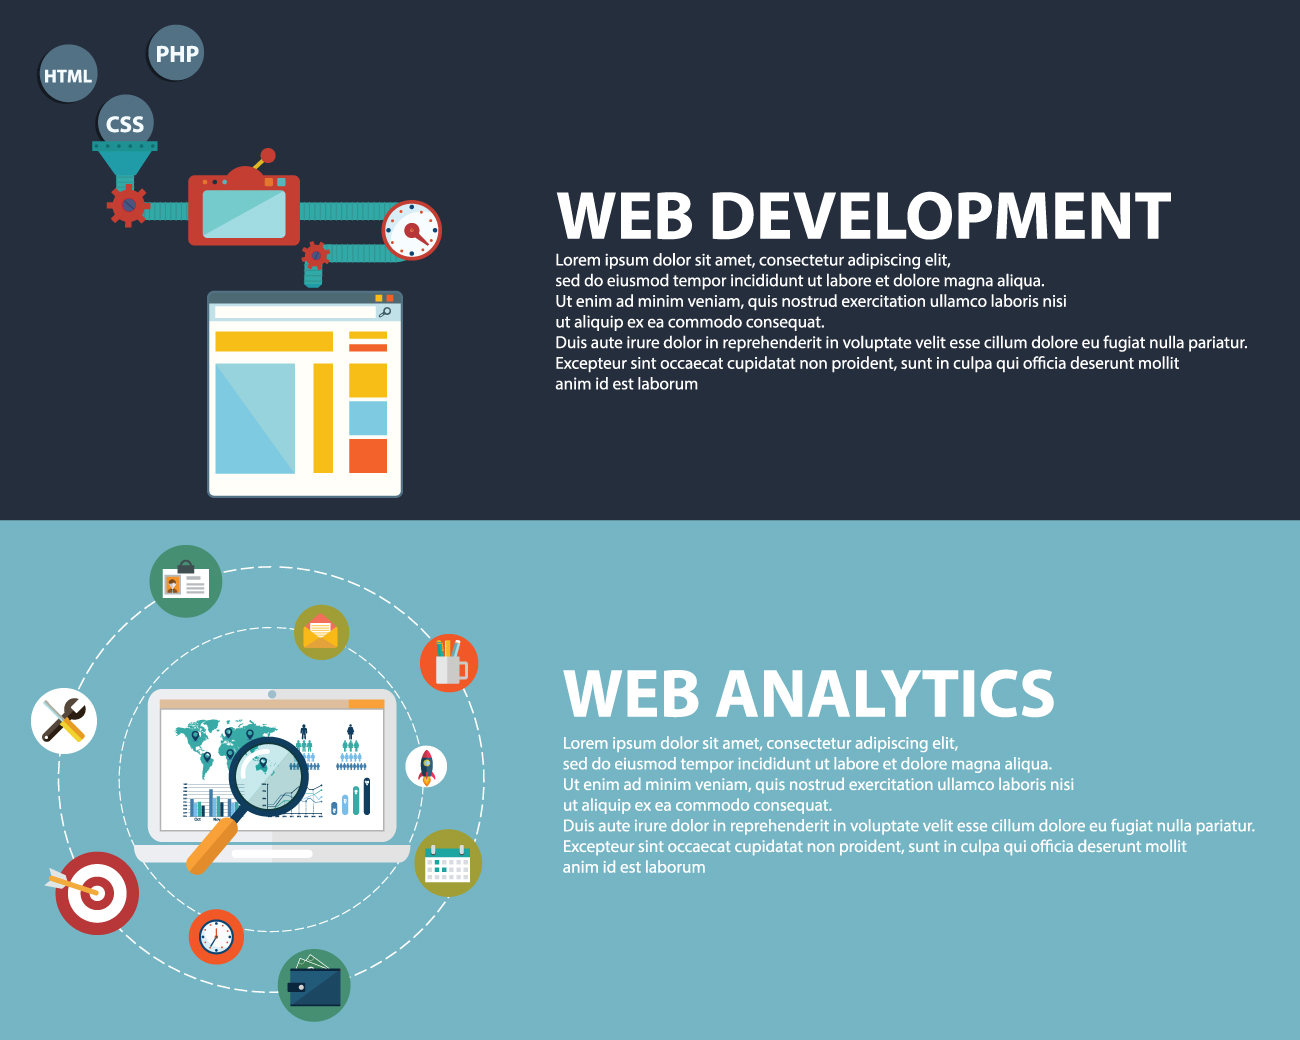 PHP
HTML
CSS
WEB DEVELOPMENT
Lorem ipsum dolor sit amet, consectetur adipiscing elit,
sed do eiusmod tempor incididunt ut labore et dolore magna aliqua.
Ut enim ad minim veniam, quis nostrud exercitation ullamco laboris nisi
ut aliquip ex ea commodo consequat.
Duis aute irure dolor in reprehenderit in voluptate velit esse cillum dolore eu fugiat nulla pariatur.
Excepteur sint occaecat cupidatat non proident, sunt in culpa qui officia deserunt mollit
anim id est laborum
WEB ANALYTICS
Lorem ipsum dolor sit amet, consectetur adipiscing elit,
sed do eiusmod tempor incididunt ut labore et dolore magna aliqua.
Ut enim ad minim veniam, quis nostrud exercitation ullamco laboris nisi
ut aliquip ex ea commodo consequat.
Duis aute irure dolor in reprehenderit in voluptate velit esse cillum dolore eu fugiat nulla pariatur.
Excepteur sint occaecat cupidatat non proident, sunt in culpa qui officia deserunt mollit
anim id est laborum
Oct